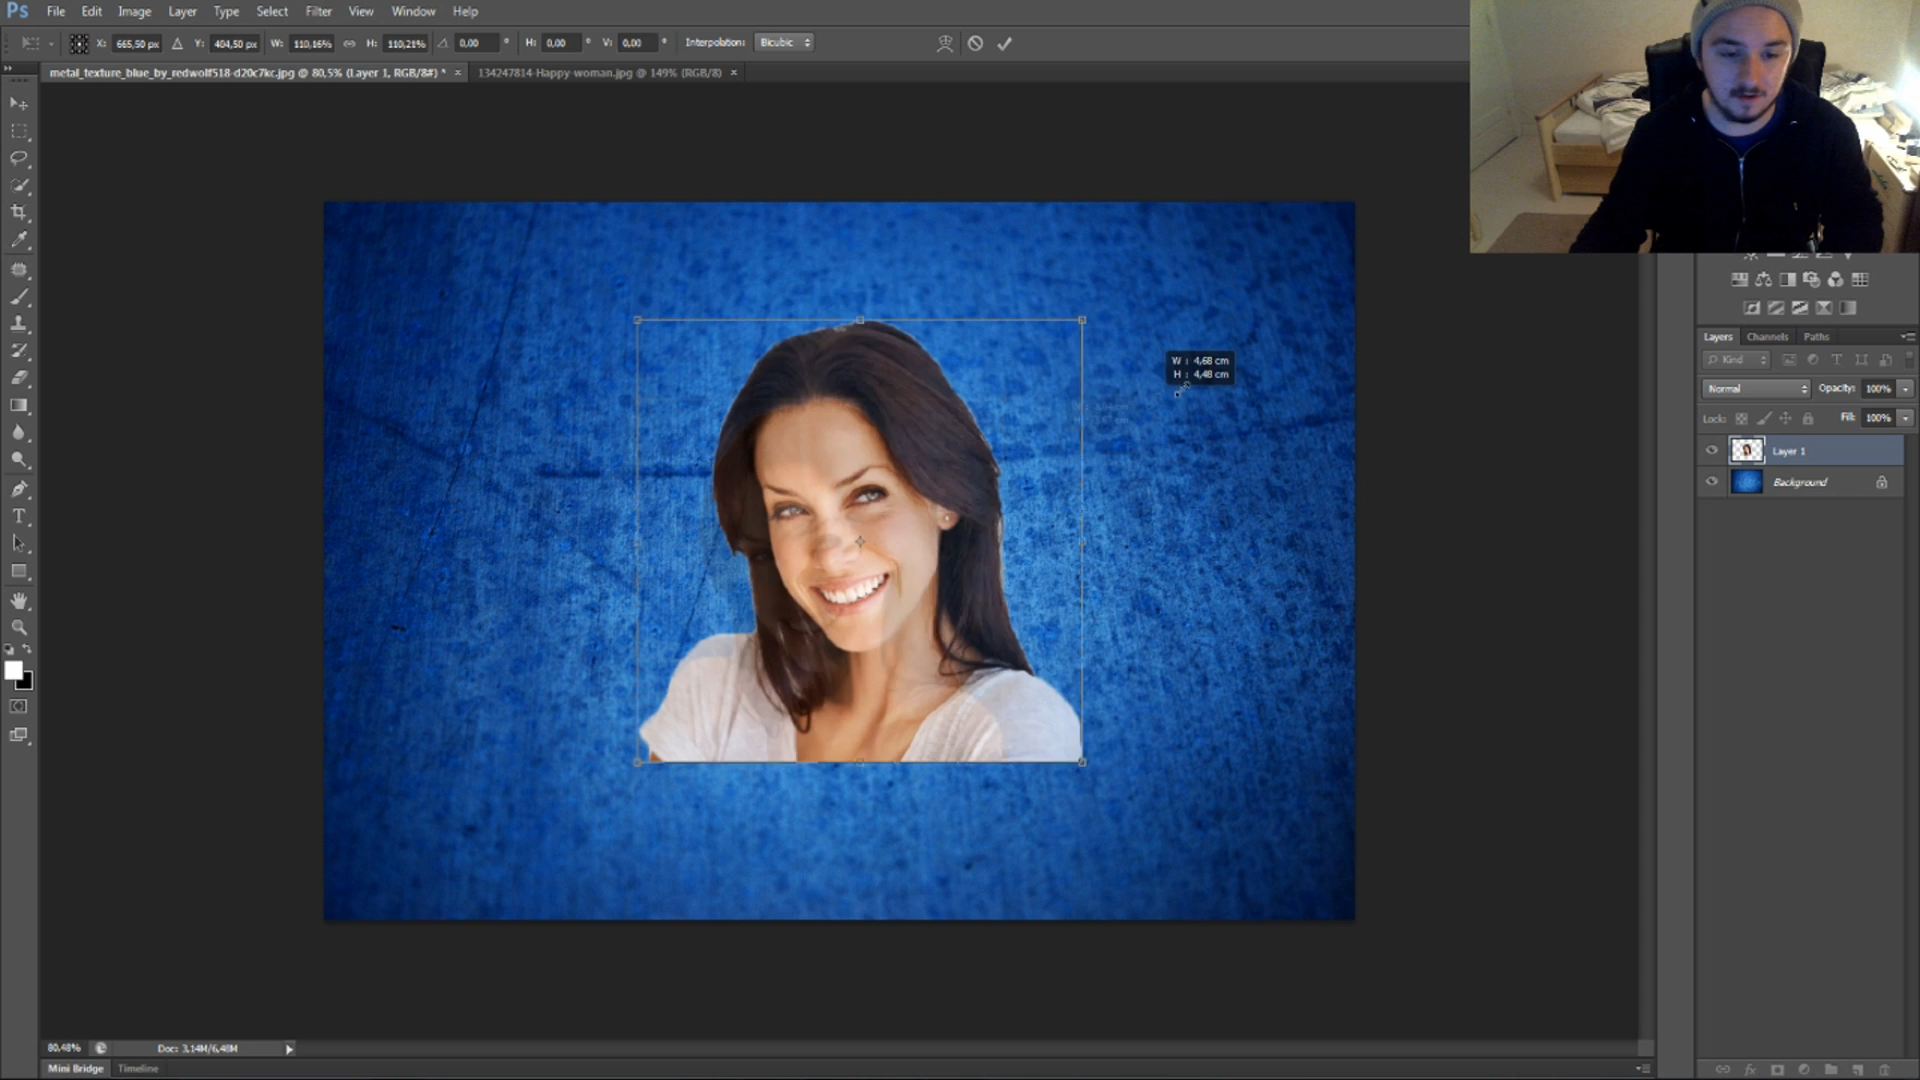 Ps File Edit Image Layer Type Select Filter View Window Help
X: 665,50 px Y: 404,50 px W: 110,16% H: 110,21% 0,00 ° H: 0,00 ° V: 0,00 ° Interpolation: Bicubic
metal_texture_blue_by_redwolf518-d20c7kc.jpg @ 80,5% (Layer 1, RGB/8#) * × 134247814-Happy-woman.jpg @ 149% (RGB/8) ×
W : 4,68 cm
H : 4,48 cm
Layers Channels Paths
Kind
Normal Opacity: 100%
Lock: Fill: 100%
Layer 1
Background
80,48% Doc: 3,14M/6,48M
Mini Bridge Timeline